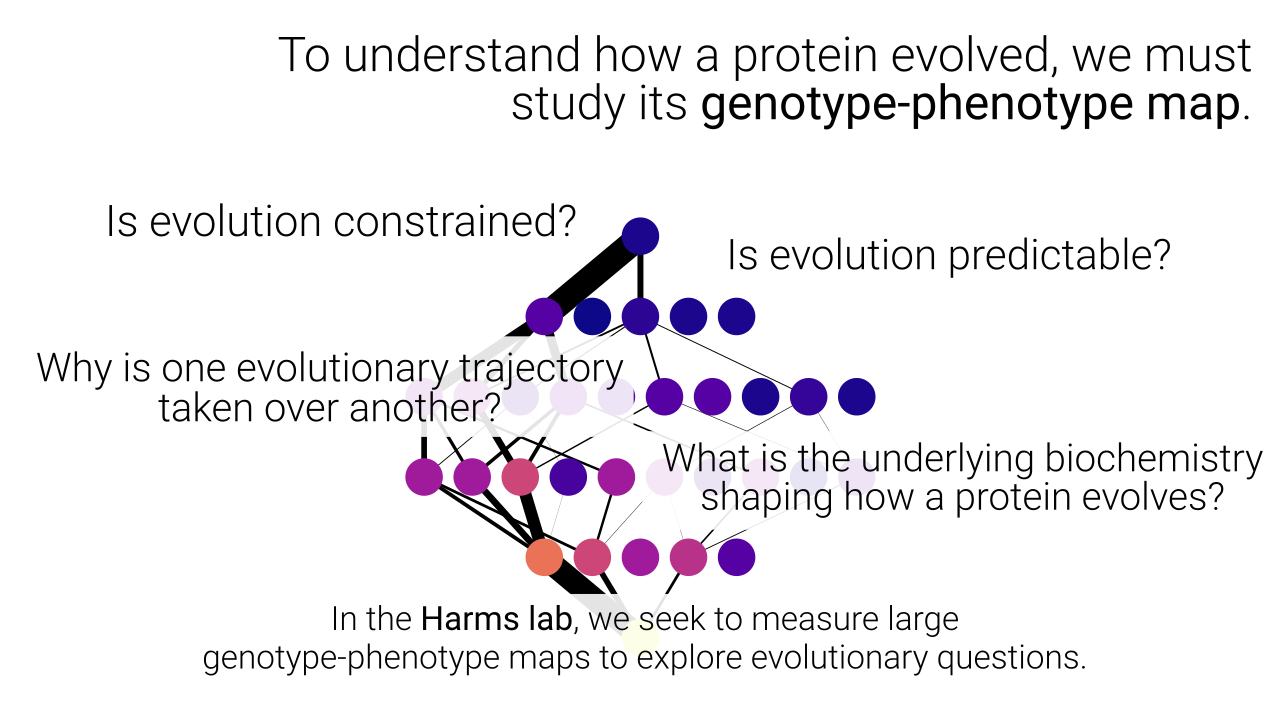 To understand how a protein evolved, we must
study its genotype-phenotype map.
Is evolution constrained?
Is evolution predictable?
Why is one evolutionary trajectory
taken over another?
What is the underlying biochemistry
shaping how a protein evolves?
In the Harms lab, we seek to measure large
genotype-phenotype maps to explore evolutionary questions.